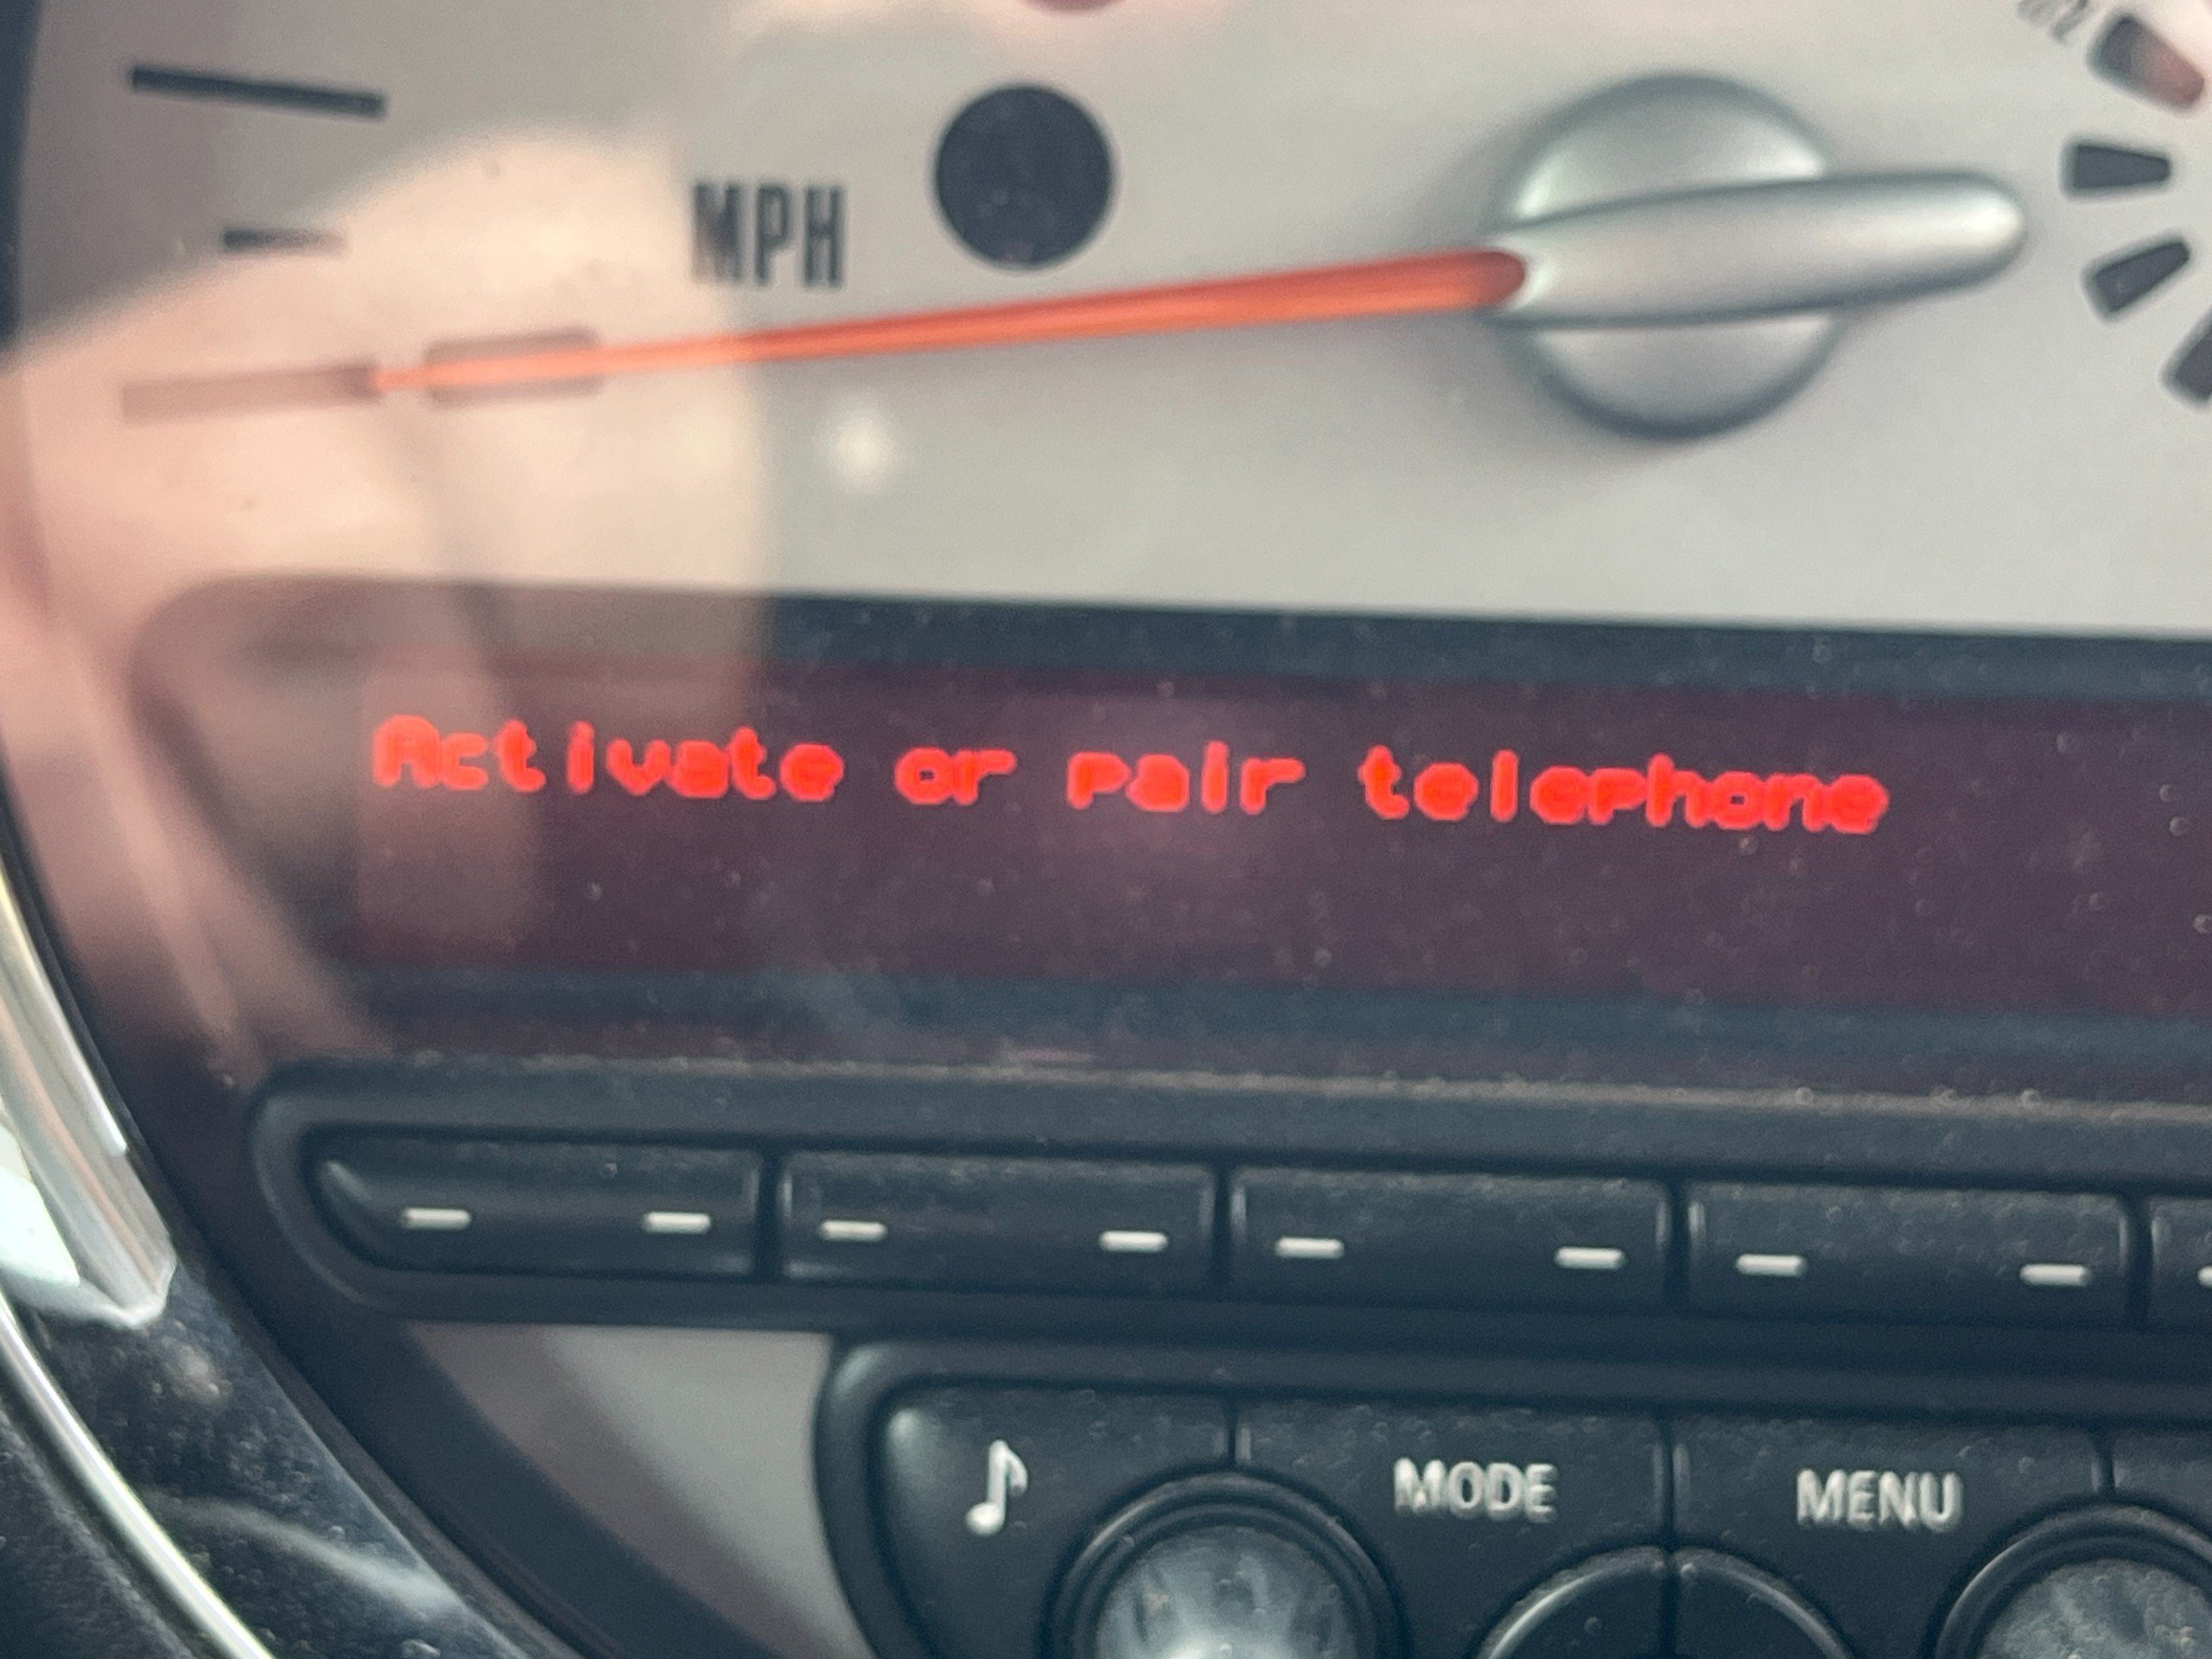 MPH
Activate or pair telephone
MODE
MENU